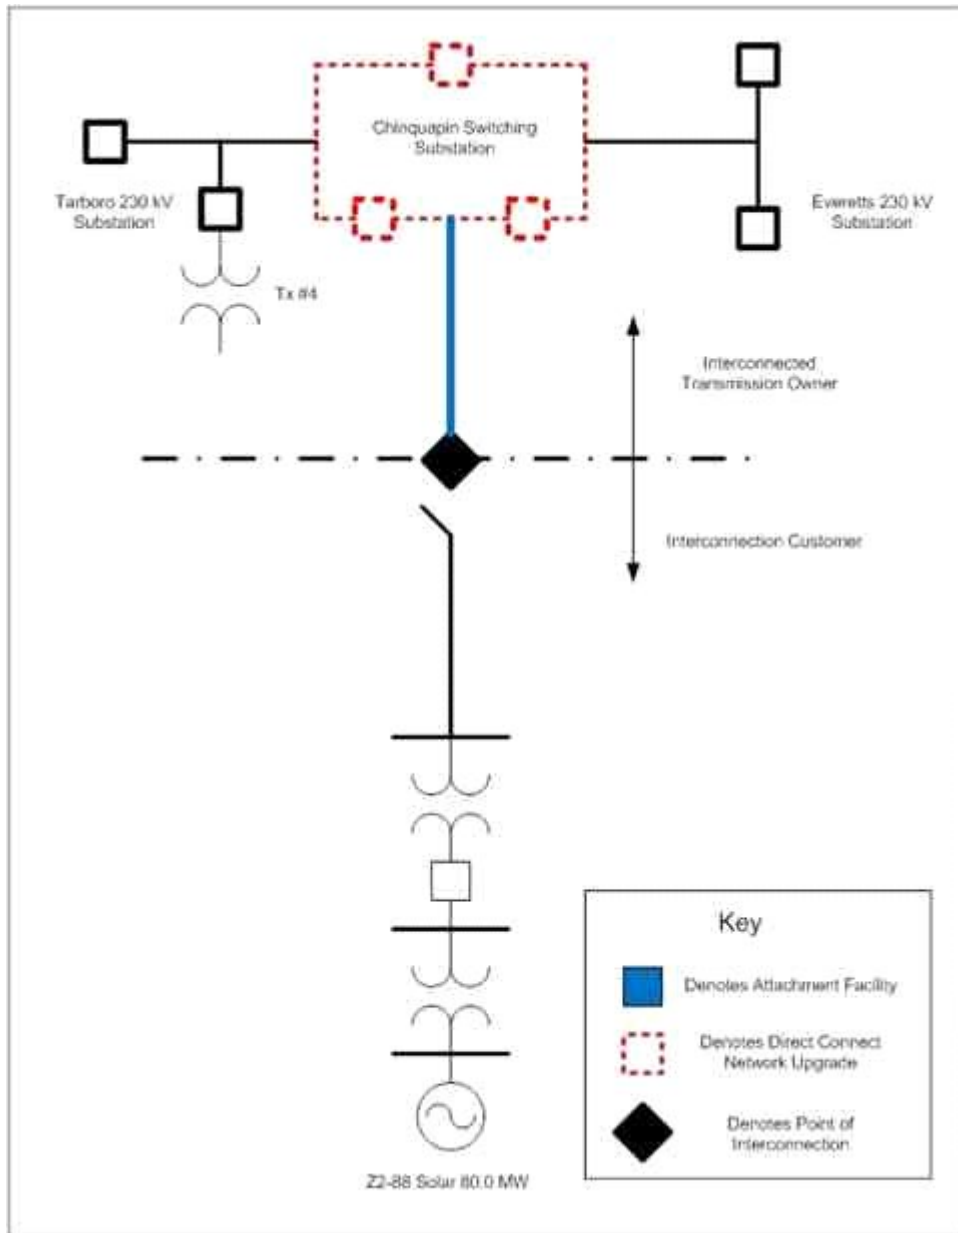 Chinquapin Switching
Substation
Tarboro 230 kV
Substation
Everetts 230 kV
Substation
Tx #4
Interconnected
Transmission Owner
Interconnection Customer
Key
Denotes Attachment Facility
Denotes Direct Connect
Network Upgrade
Denotes Point of
Interconnection
Z2-88 Solar 80.0 MW